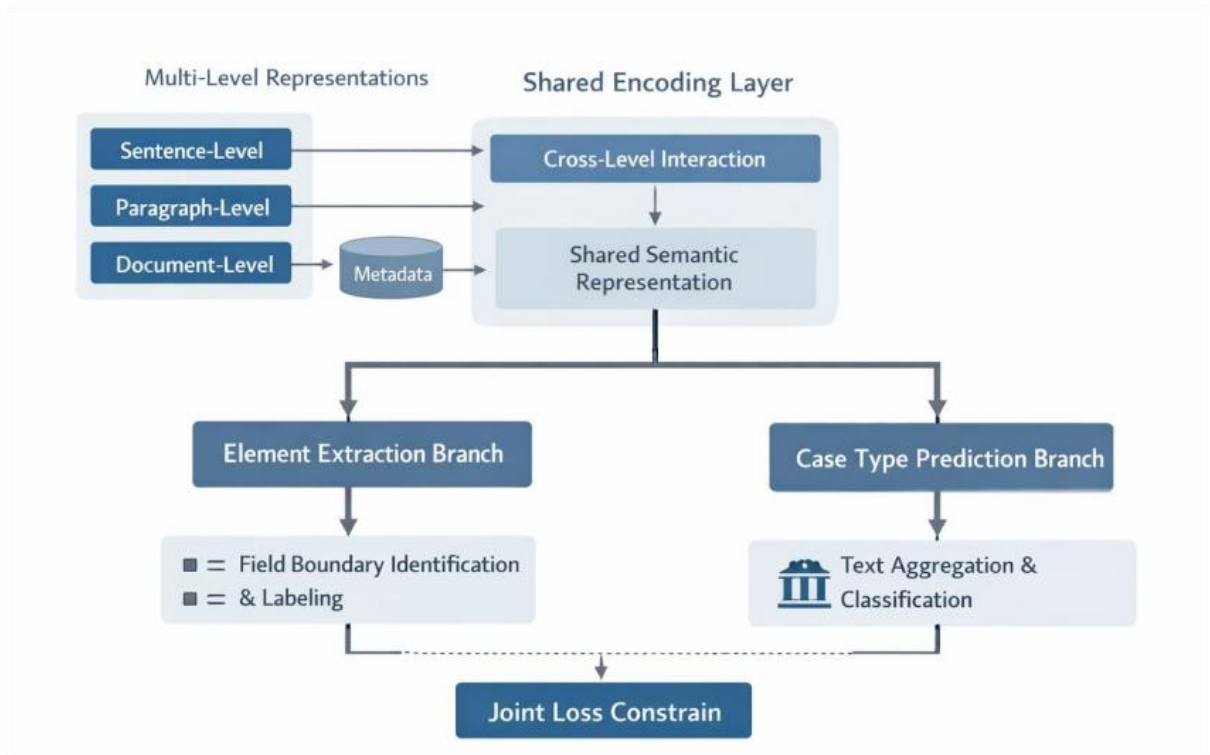 Multi-Level Representations
Shared Encoding Layer
Sentence-Level
Paragraph-Level
Document-Level
Metadata
Cross-Level Interaction
Shared Semantic
Representation
Element Extraction Branch
Case Type Prediction Branch
Field Boundary Identification
& Labeling
Text Aggregation &
Classification
Joint Loss Constrain